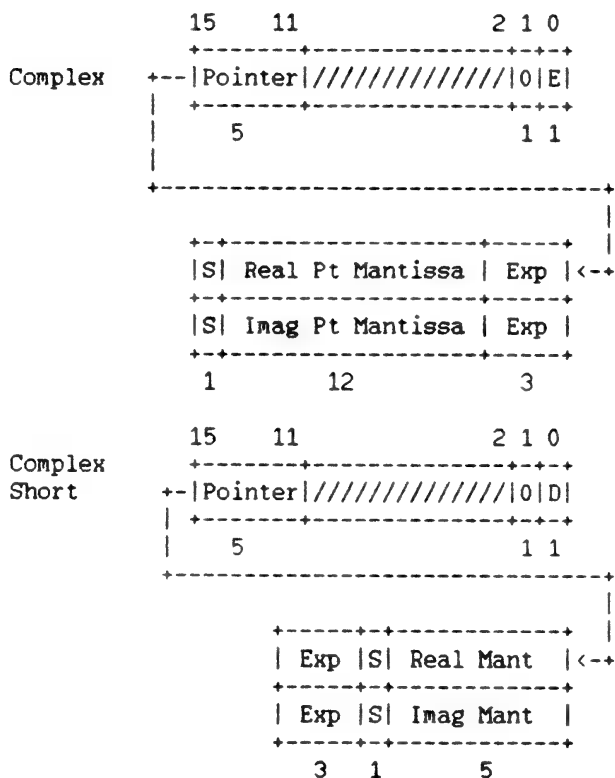 15 11 2 1 0
+-------+-------------+-+-+
Complex +--|Pointer|//////////////|0|E|
+-------+-------------+-+-+
| 5 1 1
|
+--------------------------------+
|
+-+------------------+-----+ |
|S| Real Pt Mantissa | Exp |<-+
+-+------------------+-----+
|S| Imag Pt Mantissa | Exp |
+-+------------------+-----+
1 12 3
15 11 2 1 0
Complex +-------+--------------+-+-+
Short +-|Pointer|//////////////|0|D|
| +-------+--------------+-+-+
| 5 1 1
+-------------------------------+
|
+-----+-+------------+ |
| Exp |S| Real Mant |<-+
+-----+-+------------+
| Exp |S| Imag Mant |
+-----+-+------------+
3 1 5